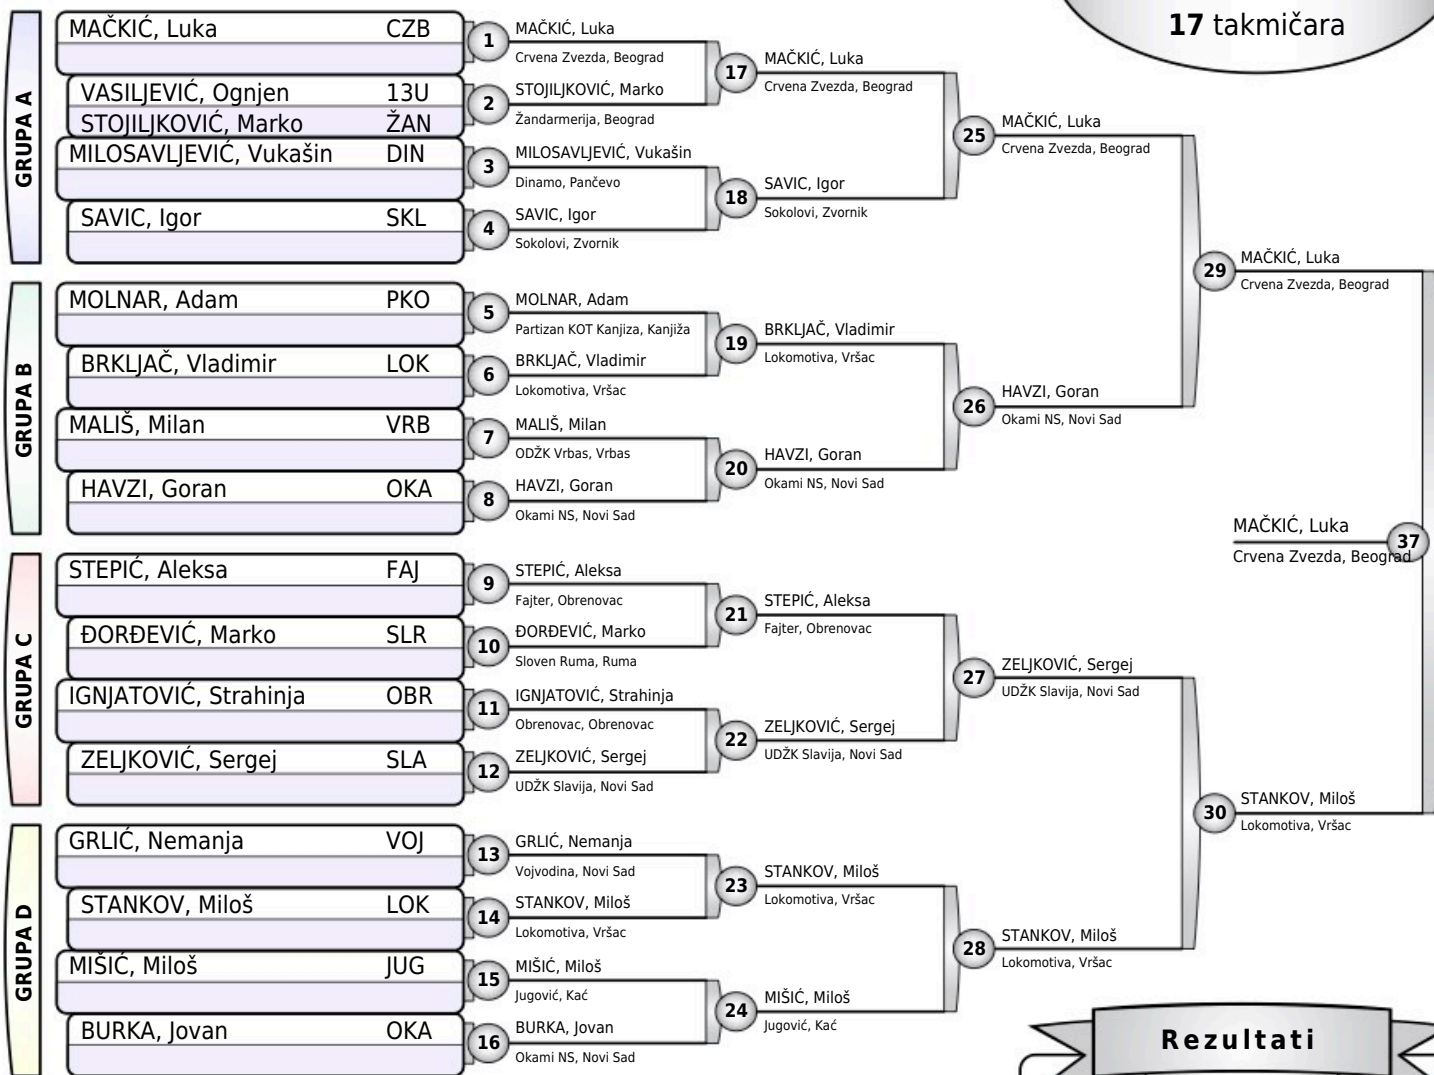 17 takmičara
GRUPA A
MAČKIĆ, Luka CZB
VASILJEVIĆ, Ognjen 13U
STOJILJKOVIĆ, Marko ŽAN
MILOSAVLJEVIĆ, Vukašin DIN
SAVIC, Igor SKL
GRUPA B
MOLNAR, Adam PKO
BRKLJAČ, Vladimir LOK
MALIŠ, Milan VRB
HAVZI, Goran OKA
GRUPA C
STEPIĆ, Aleksa FAJ
ĐORĐEVIĆ, Marko SLR
IGNJATOVIĆ, Strahinja OBR
ZELJKOVIĆ, Sergej SLA
GRUPA D
GRLIĆ, Nemanja VOJ
STANKOV, Miloš LOK
MIŠIĆ, Miloš JUG
BURKA, Jovan OKA
1 MAČKIĆ, Luka
Crvena Zvezda, Beograd
2 STOJILJKOVIĆ, Marko
Žandarmerija, Beograd
3 MILOSAVLJEVIĆ, Vukašin
Dinamo, Pančevo
4 SAVIC, Igor
Sokolovi, Zvornik
5 MOLNAR, Adam
Partizan KOT Kanjiza, Kanjiža
6 BRKLJAČ, Vladimir
Lokomotiva, Vršac
7 MALIŠ, Milan
ODŽK Vrbas, Vrbas
8 HAVZI, Goran
Okami NS, Novi Sad
9 STEPIĆ, Aleksa
Fajter, Obrenovac
10 ĐORĐEVIĆ, Marko
Sloven Ruma, Ruma
11 IGNJATOVIĆ, Strahinja
Obrenovac, Obrenovac
12 ZELJKOVIĆ, Sergej
UDŽK Slavija, Novi Sad
13 GRLIĆ, Nemanja
Vojvodina, Novi Sad
14 STANKOV, Miloš
Lokomotiva, Vršac
15 MIŠIĆ, Miloš
Jugović, Kać
16 BURKA, Jovan
Okami NS, Novi Sad
17 MAČKIĆ, Luka
Crvena Zvezda, Beograd
18 SAVIC, Igor
Sokolovi, Zvornik
19 BRKLJAČ, Vladimir
Lokomotiva, Vršac
20 HAVZI, Goran
Okami NS, Novi Sad
21 STEPIĆ, Aleksa
Fajter, Obrenovac
22 ZELJKOVIĆ, Sergej
UDŽK Slavija, Novi Sad
23 STANKOV, Miloš
Lokomotiva, Vršac
24 MIŠIĆ, Miloš
Jugović, Kać
25 MAČKIĆ, Luka
Crvena Zvezda, Beograd
26 HAVZI, Goran
Okami NS, Novi Sad
27 ZELJKOVIĆ, Sergej
UDŽK Slavija, Novi Sad
28 STANKOV, Miloš
Lokomotiva, Vršac
29 MAČKIĆ, Luka
Crvena Zvezda, Beograd
30 STANKOV, Miloš
Lokomotiva, Vršac
MAČKIĆ, Luka 37
Crvena Zvezda, Beograd
Rezultati